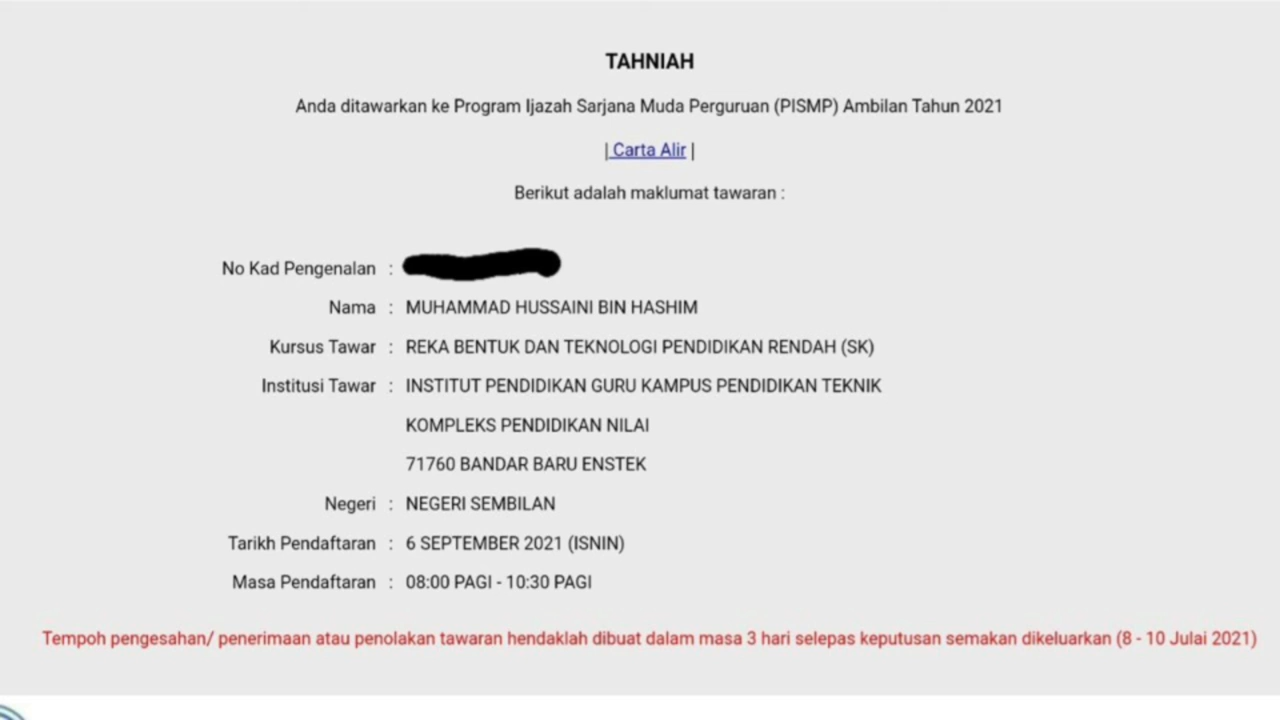 TAHNIAH
Anda ditawarkan ke Program Ijazah Sarjana Muda Perguruan (PISMP) Ambilan Tahun 2021
| Carta Alir |
Berikut adalah maklumat tawaran :
No Kad Pengenalan :
Nama : MUHAMMAD HUSSAINI BIN HASHIM
Kursus Tawar : REKA BENTUK DAN TEKNOLOGI PENDIDIKAN RENDAH (SK)
Institusi Tawar : INSTITUT PENDIDIKAN GURU KAMPUS PENDIDIKAN TEKNIK
KOMPLEKS PENDIDIKAN NILAI
71760 BANDAR BARU ENSTEK
Negeri : NEGERI SEMBILAN
Tarikh Pendaftaran : 6 SEPTEMBER 2021 (ISNIN)
Masa Pendaftaran : 08:00 PAGI - 10:30 PAGI
Tempoh pengesahan/ penerimaan atau penolakan tawaran hendaklah dibuat dalam masa 3 hari selepas keputusan semakan dikeluarkan (8 - 10 Julai 2021)